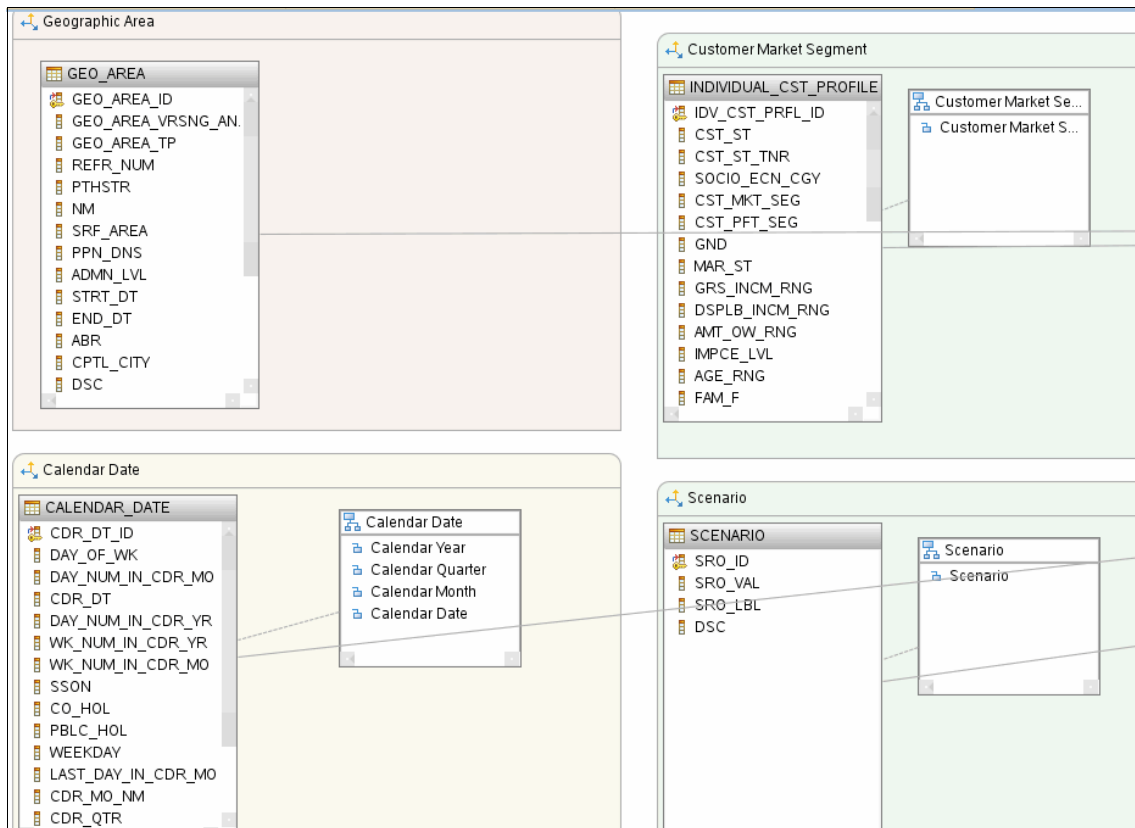 Geographic Area
GEO_AREA
GEO_AREA_ID
GEO_AREA_VRSNG_AN.
GEO_AREA_TP
REFR_NUM
PTHSTR
NM
SRF_AREA
PPN_DNS
ADMN_LVL
STRT_DT
END_DT
ABR
CPTL_CITY
DSC
Customer Market Segment
INDIVIDUAL_CST_PROFILE
IDV_CST_PRFL_ID
CST_ST
CST_ST_TNR
SOCIO_ECN_CGY
CST_MKT_SEG
CST_PFT_SEG
GND
MAR_ST
GRS_INCM_RNG
DSPLB_INCM_RNG
AMT_OW_RNG
IMPCE_LVL
AGE_RNG
FAM_F
Customer Market Se...
Customer Market S...
Calendar Date
CALENDAR_DATE
CDR_DT_ID
DAY_OF_WK
DAY_NUM_IN_CDR_MO
CDR_DT
DAY_NUM_IN_CDR_YR
WK_NUM_IN_CDR_YR
WK_NUM_IN_CDR_MO
SSON
CO_HOL
PBLC_HOL
WEEKDAY
LAST_DAY_IN_CDR_MO
CDR_MO_NM
CDR_QTR
Calendar Date
Calendar Year
Calendar Quarter
Calendar Month
Calendar Date
Scenario
SCENARIO
SRO_ID
SRO_VAL
SRO_LBL
DSC
Scenario
Scenario